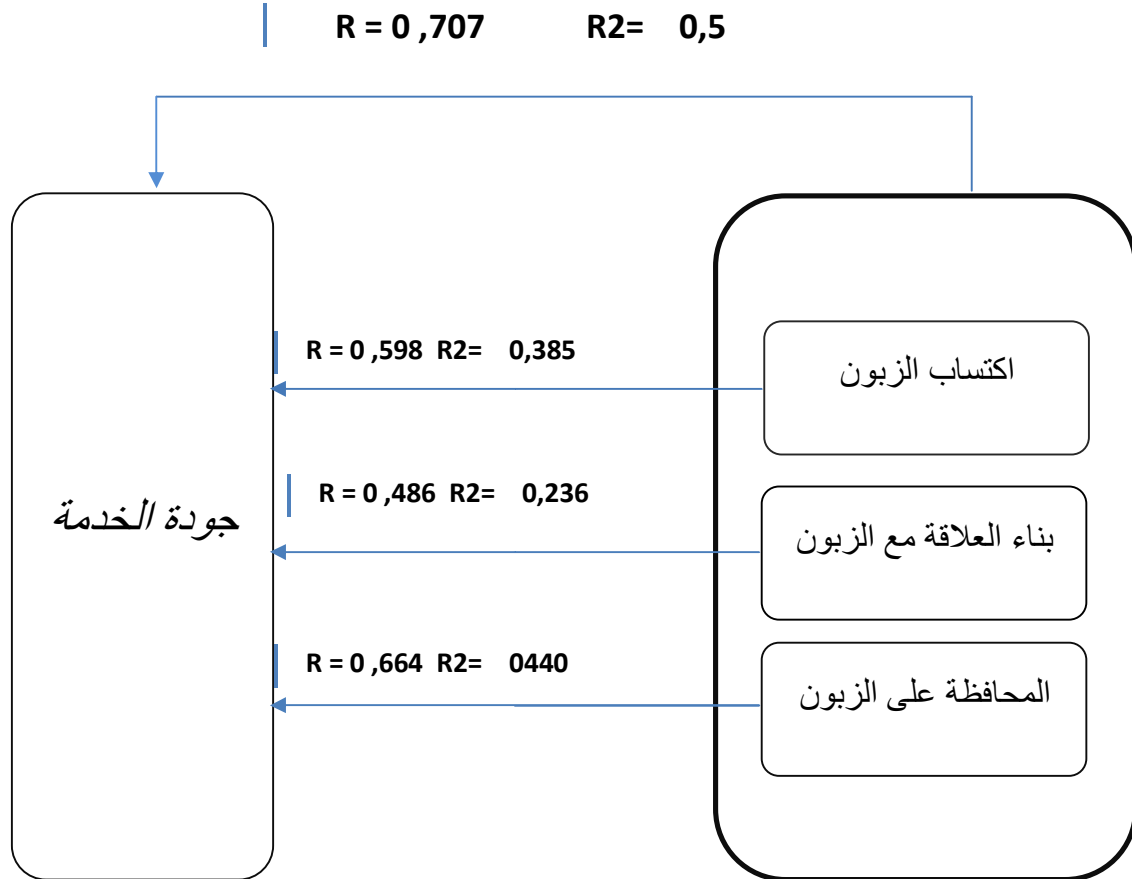 R = 0 ,707 R2= 0,5
R = 0 ,598 R2= 0,385
اكتساب الزبون
R = 0 ,486 R2= 0,236
جودة الخدمة
بناء العلاقة مع الزبون
R = 0 ,664 R2= 0440
المحافظة على الزبون